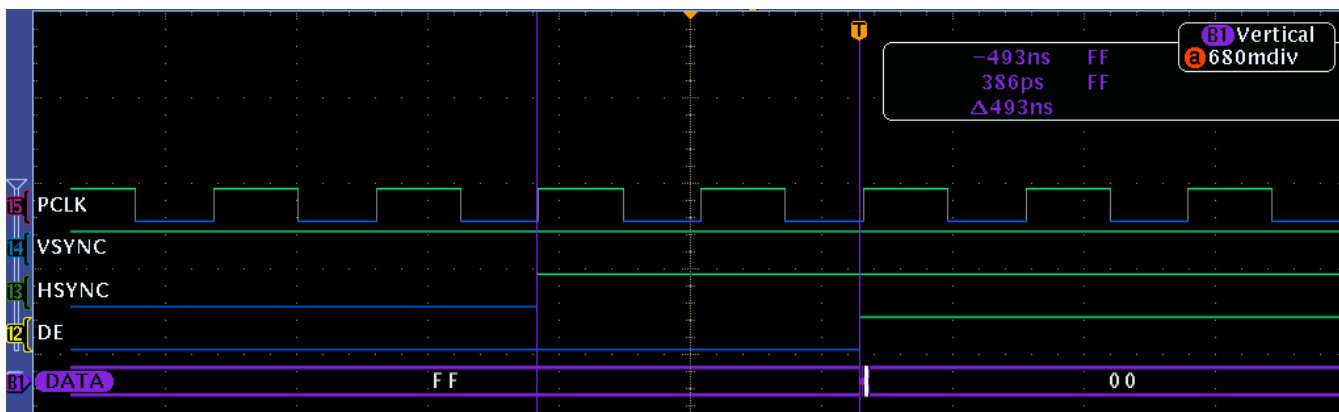 T
B1 Vertical
a 680mdiv
−493ns FF
386ps FF
Δ493ns
15 PCLK
14 VSYNC
13 HSYNC
12 DE
B1 DATA FF 00